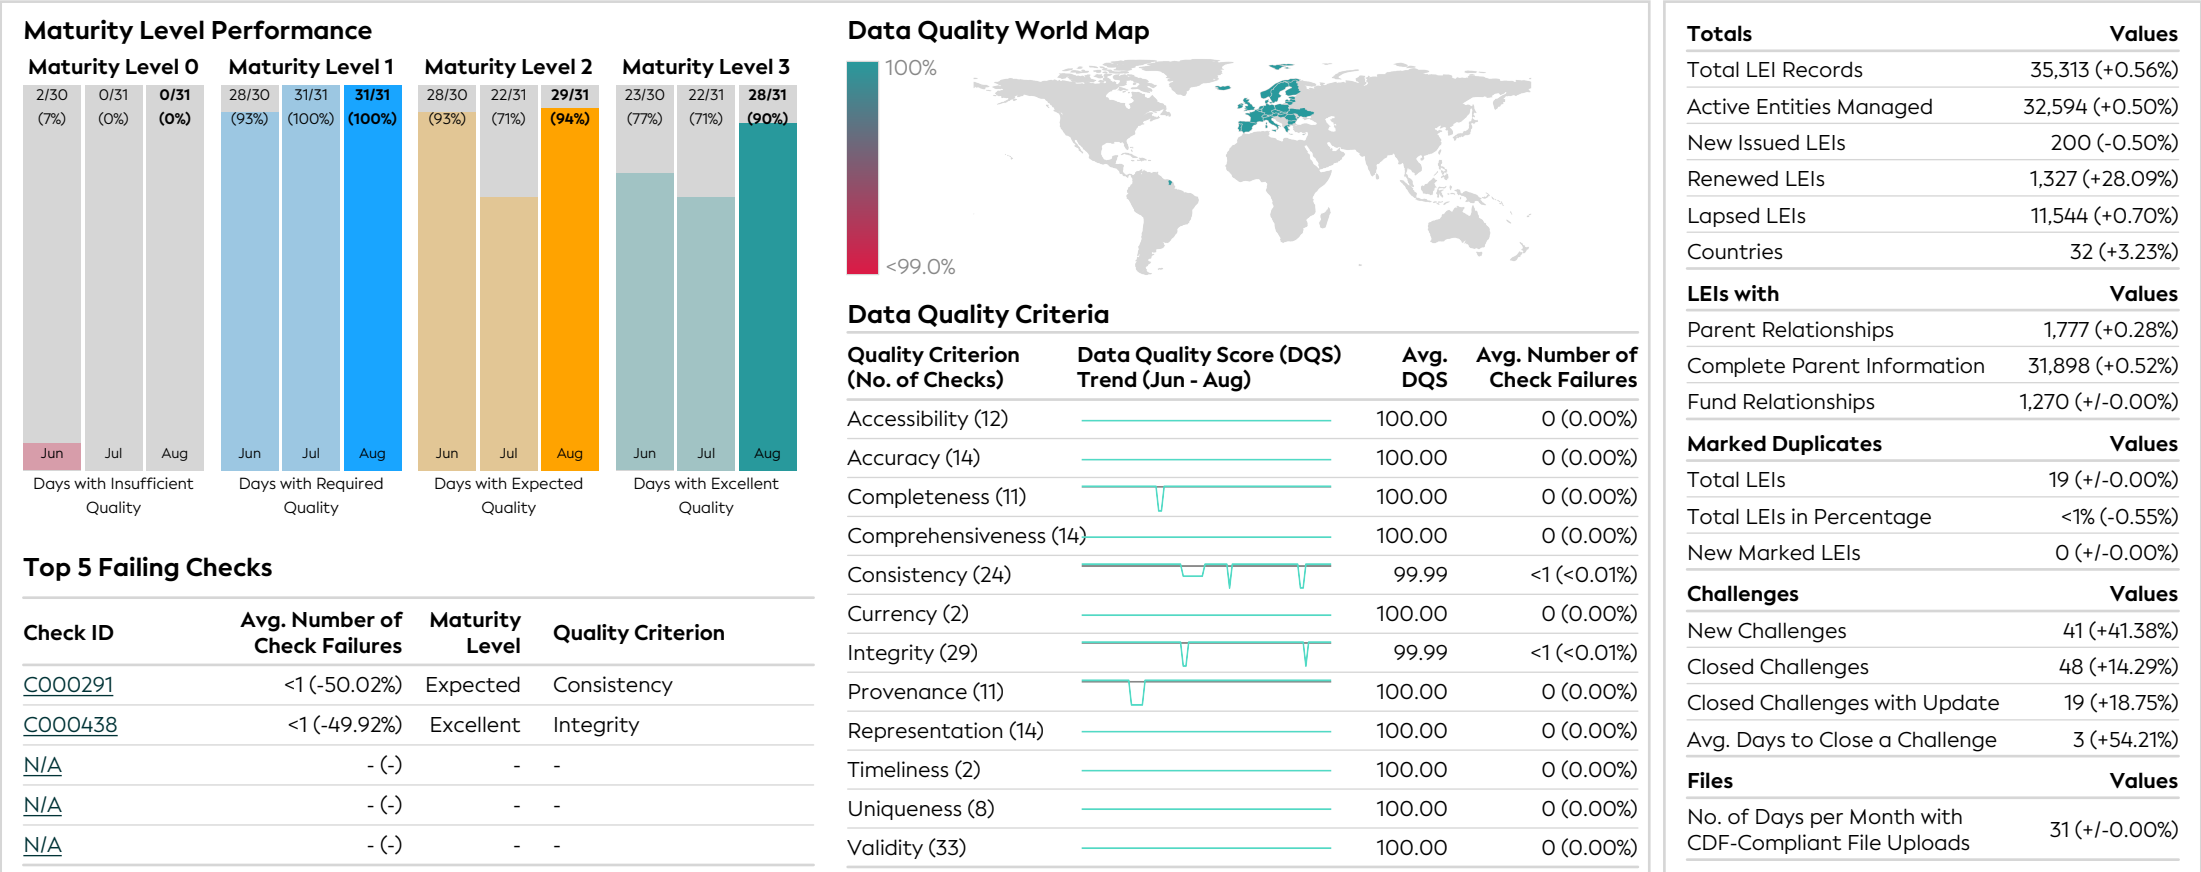 Maturity Level Performance
Maturity Level 0
2/30 0/31 0/31
(7%) (0%) (0%)
Jun Jul Aug
Days with Insufficient
Quality
Maturity Level 1
28/30 31/31 31/31
(93%) (100%) (100%)
Jun Jul Aug
Days with Required
Quality
Maturity Level 2
28/30 22/31 29/31
(93%) (71%) (94%)
Jun Jul Aug
Days with Expected
Quality
Maturity Level 3
23/30 22/31 28/31
(77%) (71%) (90%)
Jun Jul Aug
Days with Excellent
Quality
Top 5 Failing Checks
Check ID Avg. Number of Check Failures Maturity Level Quality Criterion
C000291 <1 (-50.02%) Expected Consistency
C000438 <1 (-49.92%) Excellent Integrity
N/A - (-) - -
N/A - (-) - -
N/A - (-) - -
Data Quality World Map
100%
<99.0%
Data Quality Criteria
Quality Criterion Data Quality Score (DQS) Avg. Avg. Number of
(No. of Checks) Trend (Jun - Aug) DQS Check Failures
Accessibility (12) 100.00 0 (0.00%)
Accuracy (14) 100.00 0 (0.00%)
Completeness (11) 100.00 0 (0.00%)
Comprehensiveness (14) 100.00 0 (0.00%)
Consistency (24) 99.99 <1 (<0.01%)
Currency (2) 100.00 0 (0.00%)
Integrity (29) 99.99 <1 (<0.01%)
Provenance (11) 100.00 0 (0.00%)
Representation (14) 100.00 0 (0.00%)
Timeliness (2) 100.00 0 (0.00%)
Uniqueness (8) 100.00 0 (0.00%)
Validity (33) 100.00 0 (0.00%)
Totals Values
Total LEI Records 35,313 (+0.56%)
Active Entities Managed 32,594 (+0.50%)
New Issued LEIs 200 (-0.50%)
Renewed LEIs 1,327 (+28.09%)
Lapsed LEIs 11,544 (+0.70%)
Countries 32 (+3.23%)
LEIs with Values
Parent Relationships 1,777 (+0.28%)
Complete Parent Information 31,898 (+0.52%)
Fund Relationships 1,270 (+/-0.00%)
Marked Duplicates Values
Total LEIs 19 (+/-0.00%)
Total LEIs in Percentage <1% (-0.55%)
New Marked LEIs 0 (+/-0.00%)
Challenges Values
New Challenges 41 (+41.38%)
Closed Challenges 48 (+14.29%)
Closed Challenges with Update 19 (+18.75%)
Avg. Days to Close a Challenge 3 (+54.21%)
Files Values
No. of Days per Month with
CDF-Compliant File Uploads 31 (+/-0.00%)